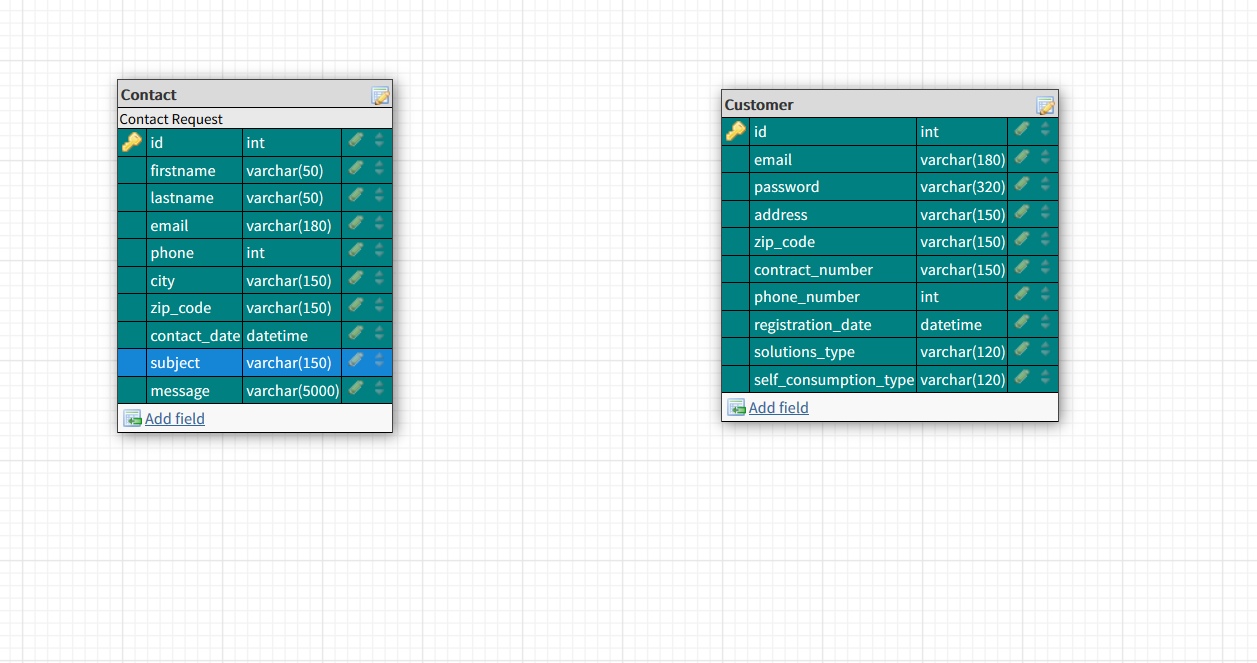 Contact
Contact Request
id int
firstname varchar(50)
lastname varchar(50)
email varchar(180)
phone int
city varchar(150)
zip_code varchar(150)
contact_date datetime
subject varchar(150)
message varchar(5000)
Add field
Customer
id int
email varchar(180)
password varchar(320)
address varchar(150)
zip_code varchar(150)
contract_number varchar(150)
phone_number int
registration_date datetime
solutions_type varchar(120)
self_consumption_type varchar(120)
Add field